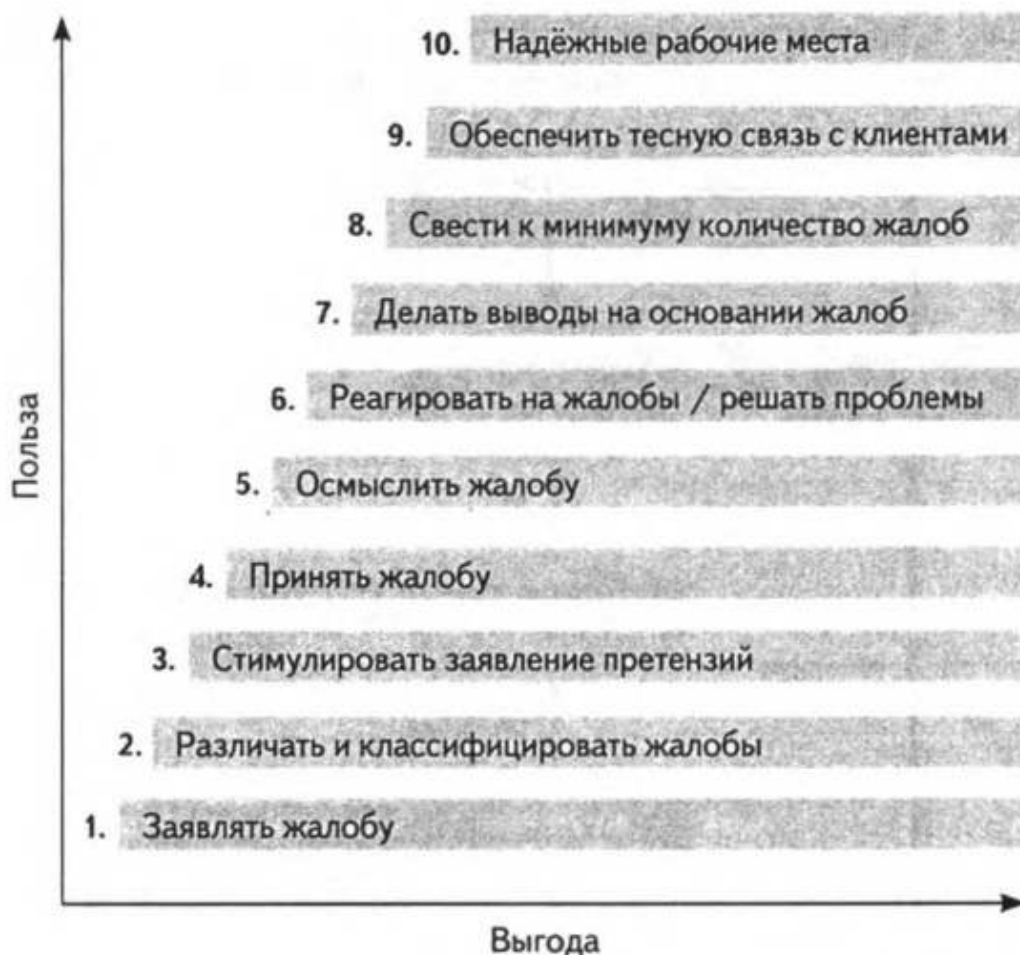 10. Надёжные рабочие места
9. Обеспечить тесную связь с клиентами
8. Свести к минимуму количество жалоб
7. Делать выводы на основании жалоб
6. Реагировать на жалобы / решать проблемы
5. Осмыслить жалобу
4. Принять жалобу
3. Стимулировать заявление претензий
2. Различать и классифицировать жалобы
1. Заявлять жалобу
Польза
Выгода